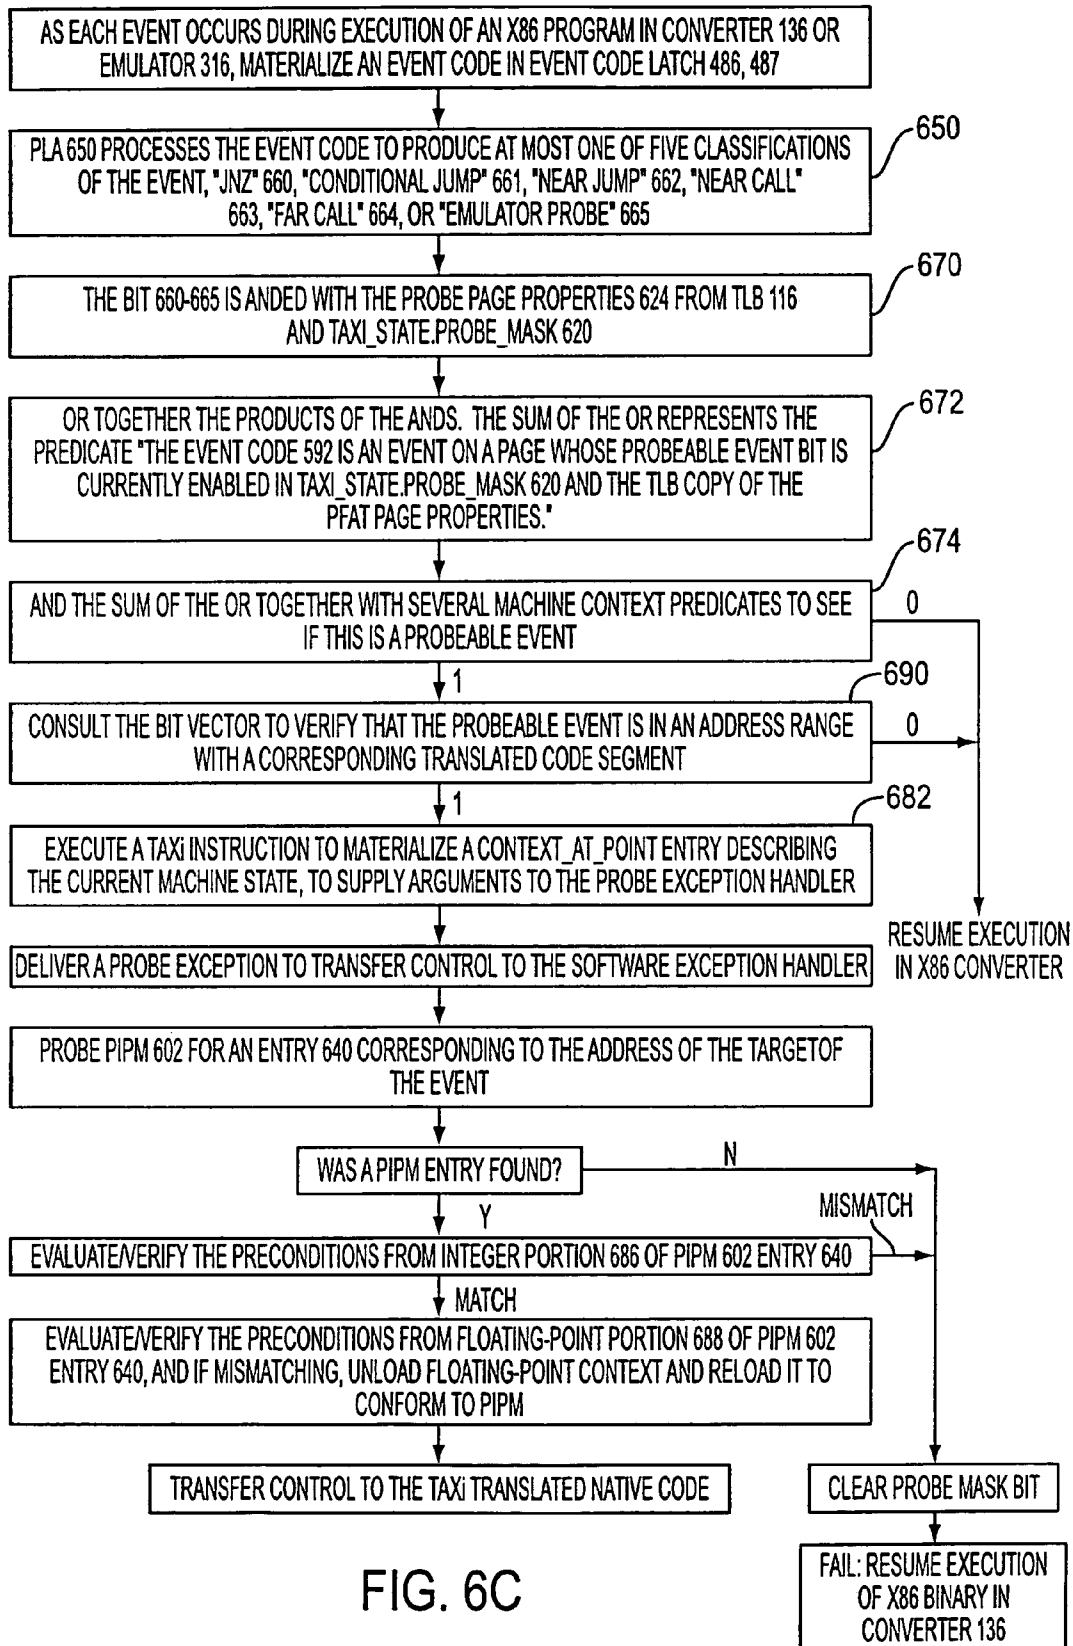 AS EACH EVENT OCCURS DURING EXECUTION OF AN X86 PROGRAM IN CONVERTER 136 OR
EMULATOR 316, MATERIALIZE AN EVENT CODE IN EVENT CODE LATCH 486, 487
650
PLA 650 PROCESSES THE EVENT CODE TO PRODUCE AT MOST ONE OF FIVE CLASSIFICATIONS
OF THE EVENT, "JNZ" 660, "CONDITIONAL JUMP" 661, "NEAR JUMP" 662, "NEAR CALL"
663, "FAR CALL" 664, OR "EMULATOR PROBE" 665
670
THE BIT 660-665 IS ANDED WITH THE PROBE PAGE PROPERTIES 624 FROM TLB 116
AND TAXI_STATE.PROBE_MASK 620
672
OR TOGETHER THE PRODUCTS OF THE ANDS. THE SUM OF THE OR REPRESENTS THE
PREDICATE "THE EVENT CODE 592 IS AN EVENT ON A PAGE WHOSE PROBEABLE EVENT BIT IS
CURRENTLY ENABLED IN TAXI_STATE.PROBE_MASK 620 AND THE TLB COPY OF THE
PFAT PAGE PROPERTIES."
674
AND THE SUM OF THE OR TOGETHER WITH SEVERAL MACHINE CONTEXT PREDICATES TO SEE
IF THIS IS A PROBEABLE EVENT
0
1
690
CONSULT THE BIT VECTOR TO VERIFY THAT THE PROBEABLE EVENT IS IN AN ADDRESS RANGE
WITH A CORRESPONDING TRANSLATED CODE SEGMENT
0
1
682
EXECUTE A TAXi INSTRUCTION TO MATERIALIZE A CONTEXT_AT_POINT ENTRY DESCRIBING
THE CURRENT MACHINE STATE, TO SUPPLY ARGUMENTS TO THE PROBE EXCEPTION HANDLER
RESUME EXECUTION
IN X86 CONVERTER
DELIVER A PROBE EXCEPTION TO TRANSFER CONTROL TO THE SOFTWARE EXCEPTION HANDLER
PROBE PIPM 602 FOR AN ENTRY 640 CORRESPONDING TO THE ADDRESS OF THE TARGETOF
THE EVENT
WAS A PIPM ENTRY FOUND?
N
Y
MISMATCH
EVALUATE/VERIFY THE PRECONDITIONS FROM INTEGER PORTION 686 OF PIPM 602 ENTRY 640
MATCH
EVALUATE/VERIFY THE PRECONDITIONS FROM FLOATING-POINT PORTION 688 OF PIPM 602
ENTRY 640, AND IF MISMATCHING, UNLOAD FLOATING-POINT CONTEXT AND RELOAD IT TO
CONFORM TO PIPM
TRANSFER CONTROL TO THE TAXi TRANSLATED NATIVE CODE
CLEAR PROBE MASK BIT
FAIL: RESUME EXECUTION
OF X86 BINARY IN
CONVERTER 136
FIG. 6C